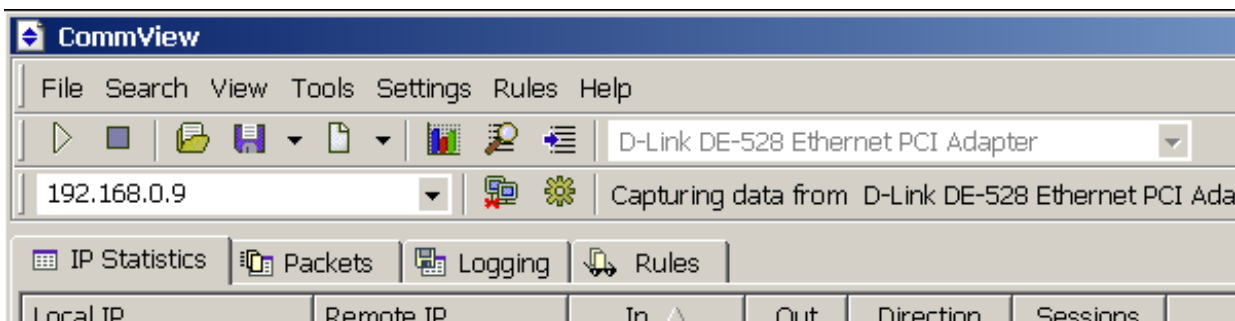 CommView
File Search View Tools Settings Rules Help
D-Link DE-528 Ethernet PCI Adapter
192.168.0.9 Capturing data from D-Link DE-528 Ethernet PCI Ada
IP Statistics Packets Logging Rules
Local IP Remote IP In Out Direction Sessions